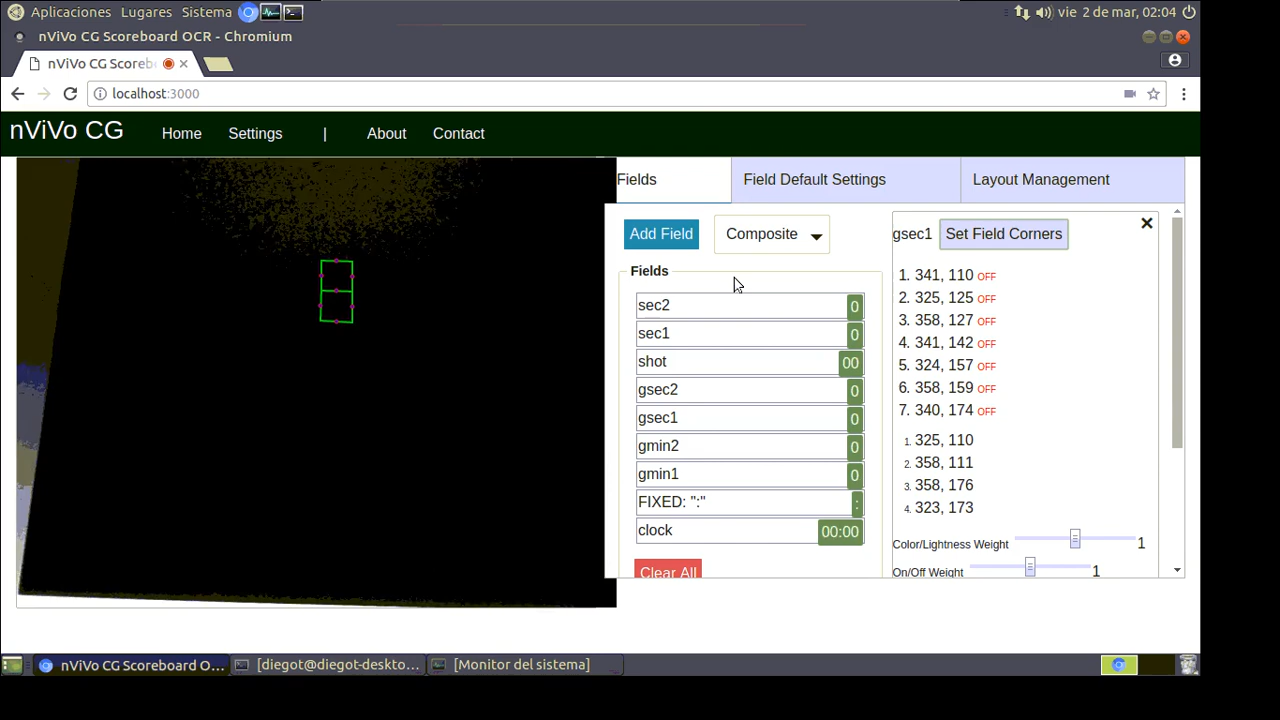 Aplicaciones Lugares Sistema vie 2 de mar, 02:04
nViVo CG Scoreboard OCR - Chromium
nViVo CG Scoreb
localhost:3000
nViVo CG Home Settings | About Contact
Fields Field Default Settings Layout Management
Add Field Composite gsec1 Set Field Corners
Fields
sec2 0
sec1 0
shot 00
gsec2 0
gsec1 0
gmin2 0
gmin1 0
FIXED: ":" :
clock 00:00
Clear All
1. 341, 110 OFF
2. 325, 125 OFF
3. 358, 127 OFF
4. 341, 142 OFF
5. 324, 157 OFF
6. 358, 159 OFF
7. 340, 174 OFF
1. 325, 110
2. 358, 111
3. 358, 176
4. 323, 173
Color/Lightness Weight 1
On/Off Weight 1
nViVo CG Scoreboard O... [diegot@diegot-deskto... [Monitor del sistema]